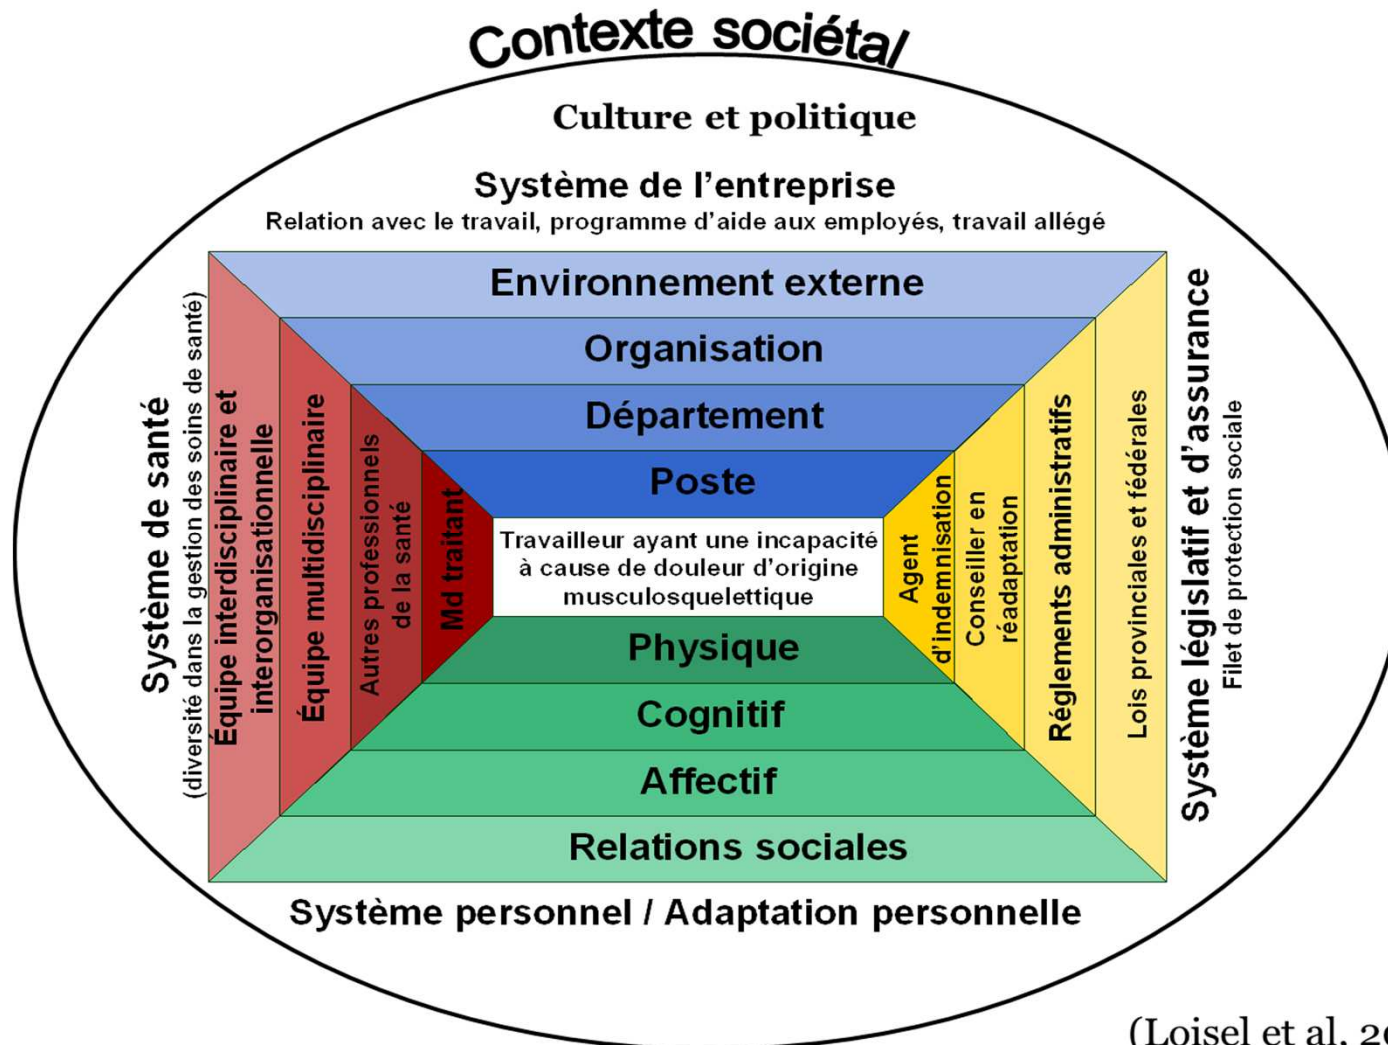 Contexte sociétal
Culture et politique
Système de l'entreprise
Relation avec le travail, programme d'aide aux employés, travail allégé
Environnement externe
Organisation
Département
Poste
Système de santé
(diversité dans la gestion des soins de santé)
Équipe interdisciplinaire et
interorganisationnelle
Équipe multidisciplinaire
Autres professionnels
de la santé
Md traitant
Travailleur ayant une incapacité
à cause de douleur d'origine
musculosquelettique
Agent
d'indemnisation
Conseiller en
réadaptation
Réglements administratifs
Lois provinciales et fédérales
Système législatif et d'assurance
Filet de protection sociale
Physique
Cognitif
Affectif
Relations sociales
Système personnel / Adaptation personnelle
(Loisel et al,